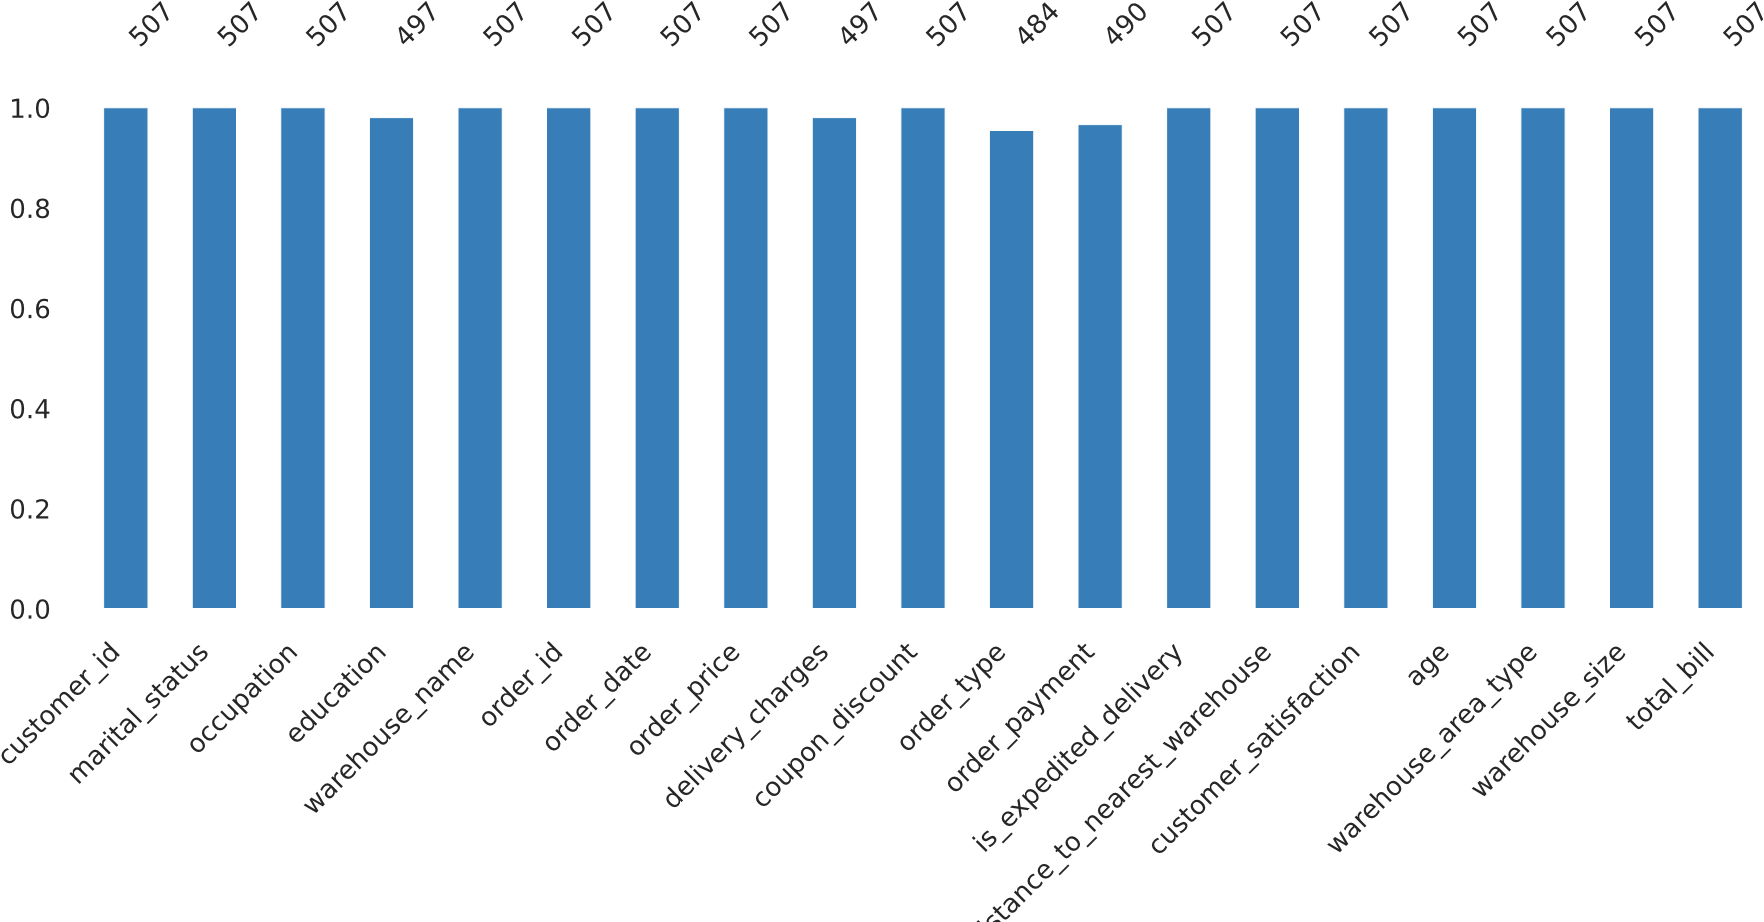 507 507 507 497 507 507 507 507 497 507 484 490 507 507 507 507 507 507 507
1.0
0.8
0.6
0.4
0.2
0.0
customer_id
marital_status
occupation
education
warehouse_name
order_id
order_date
order_price
delivery_charges
coupon_discount
order_type
order_payment
is_expedited_delivery
istance_to_nearest_warehouse
customer_satisfaction
age
warehouse_area_type
warehouse_size
total_bill